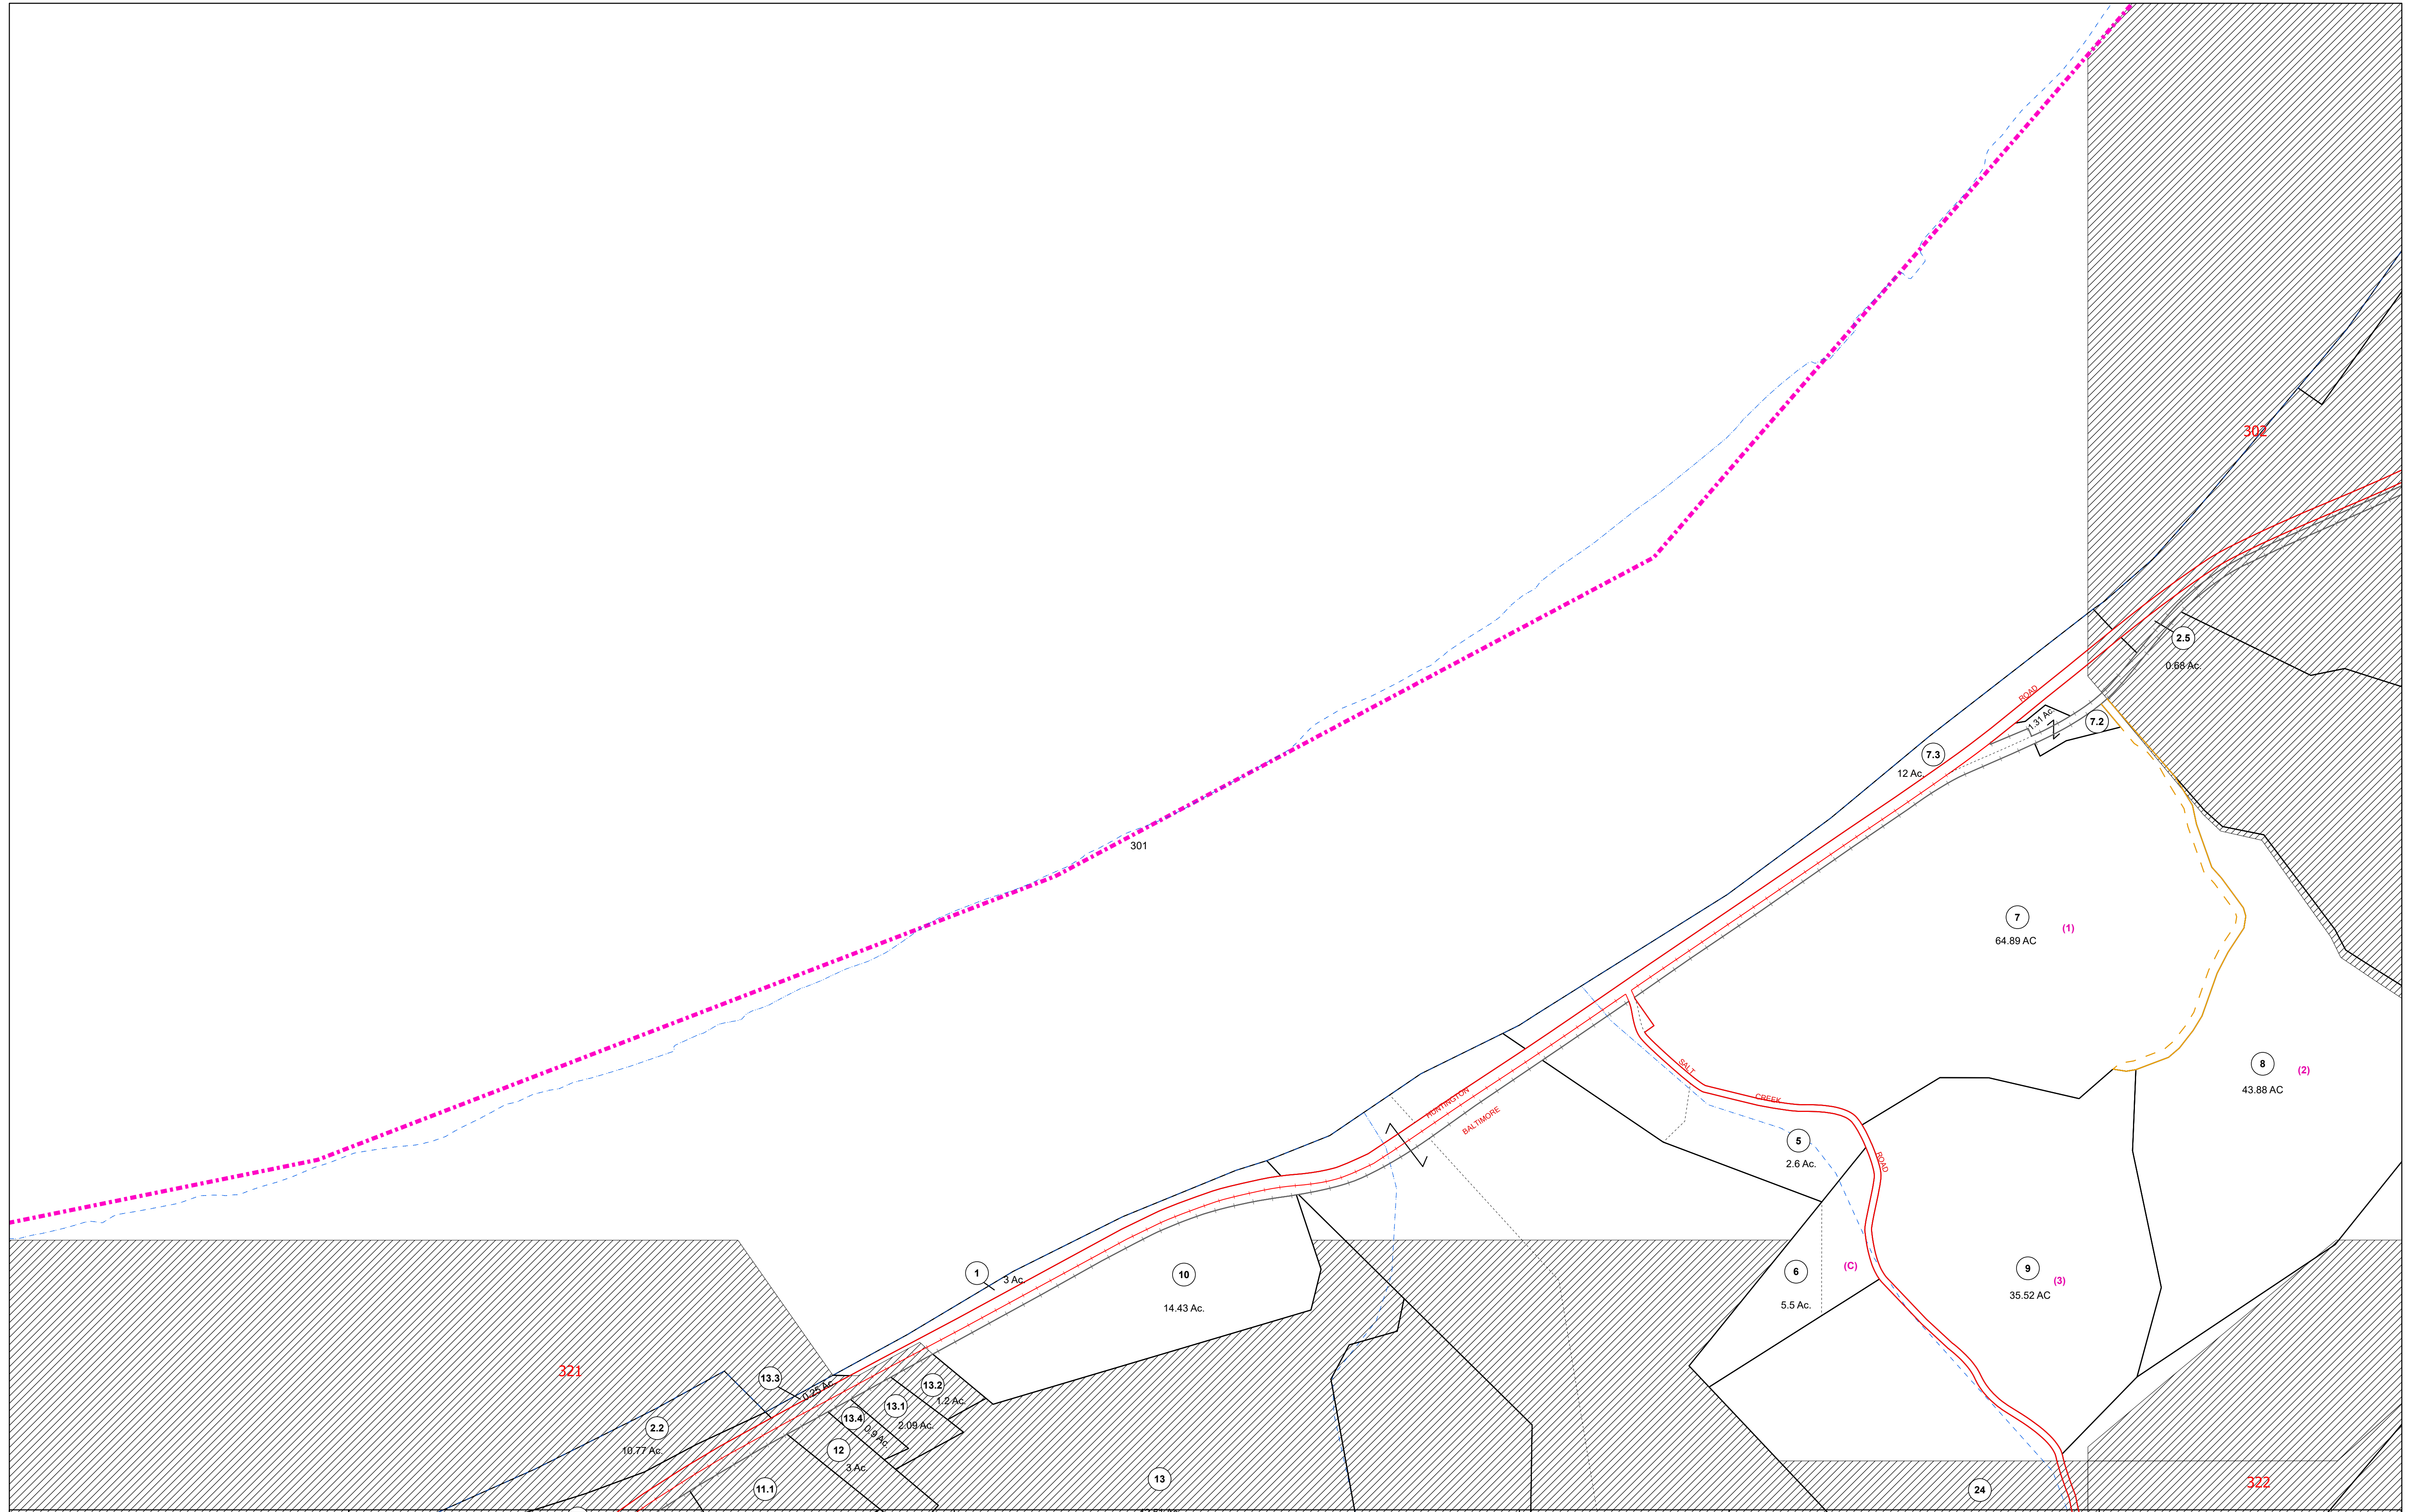 302
2.5
0.68 Ac.
ROAD
1.31 Ac.
7.2
7.3
12 Ac.
301
7
(1)
64.89 AC
8
(2)
43.88 AC
SALT
CREEK
ROAD
HUNTINGTON
BALTIMORE
5
2.6 Ac.
6
(C)
5.5 Ac.
9
(3)
35.52 AC
1
3 Ac.
10
14.43 Ac.
321
13.3
0.25 Ac.
13.2
1.2 Ac.
13.1
2.09 Ac.
13.4
0.9 Ac.
2.2
10.77 Ac.
12
3 Ac.
11.1
13
322
24